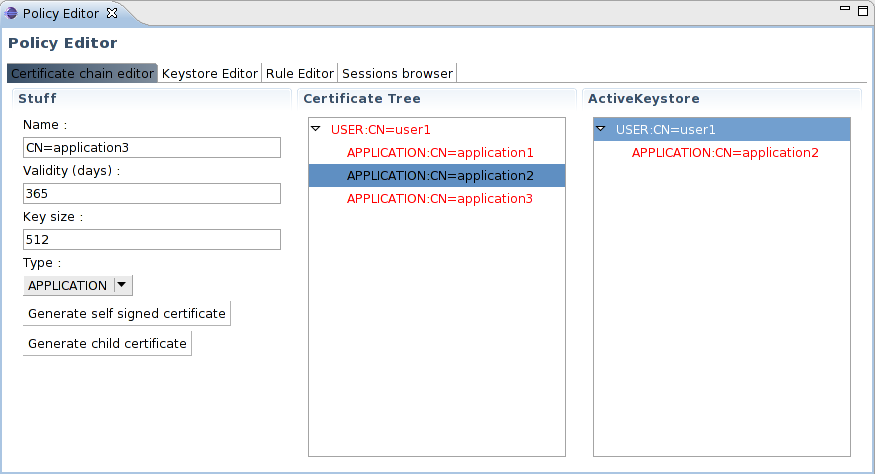 Policy Editor
Policy Editor
Certificate chain editor
Keystore Editor
Rule Editor
Sessions browser
Stuff
Name :
CN=application3
Validity (days) :
365
Key size :
512
Type :
APPLICATION
Generate self signed certificate
Generate child certificate
Certificate Tree
USER:CN=user1
APPLICATION:CN=application1
APPLICATION:CN=application2
APPLICATION:CN=application3
ActiveKeystore
USER:CN=user1
APPLICATION:CN=application2